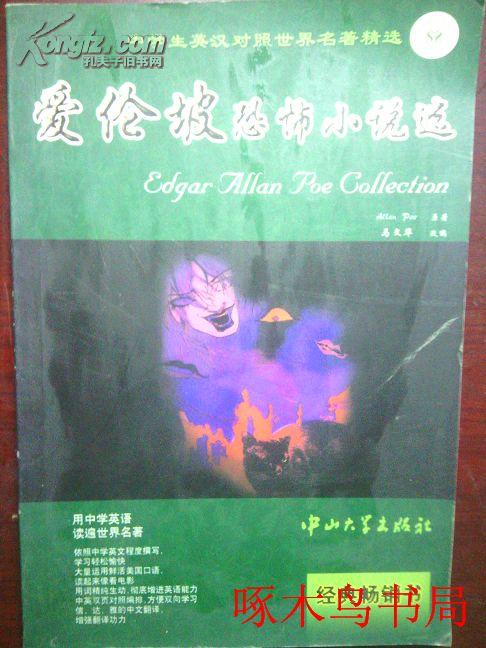 Kongfz.com
孔夫子旧书网
生英汉对照世界名著精选
爱伦坡恐怖小说选
Edgar Allan Poe Collection
Allan Poe 原著
马文华 改编
用中学英语
读遍世界名著
依照中学英文程度撰写，
学习轻松愉快
大量运用鲜活美国口语，
读起来像看电影
用词精纯生动，彻底增进英语能力
中英双页对照编排，方便双向学习
信、达、雅的中文翻译，
增强翻译功力
中山大学出版社
经典畅销书
啄木鸟书局